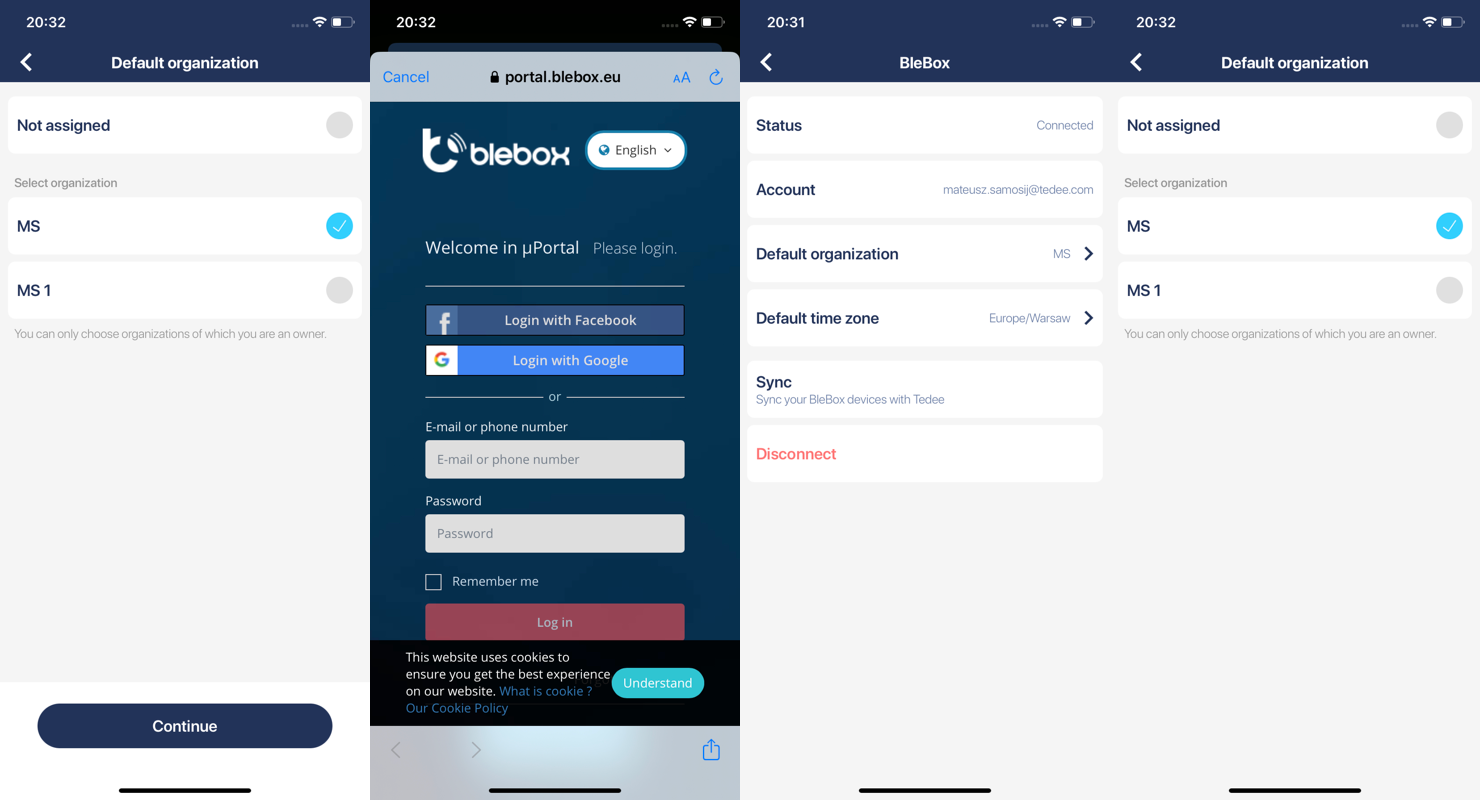 20:32
Default organization
Not assigned
Select organization
MS
MS 1
You can only choose organizations of which you are an owner.
Continue
20:32
Cancel
portal.blebox.eu
AA
blebox
English
Welcome in µPortal Please login.
Login with Facebook
Login with Google
or
E-mail or phone number
E-mail or phone number
Password
Password
Remember me
Log in
This website uses cookies to
ensure you get the best experience
on our website. What is cookie ?
Our Cookie Policy
Understand
20:31
BleBox
Status Connected
Account mateusz.samosij@tedee.com
Default organization MS
Default time zone Europe/Warsaw
Sync
Sync your BleBox devices with Tedee
Disconnect
20:32
Default organization
Not assigned
Select organization
MS
MS 1
You can only choose organizations of which you are an owner.